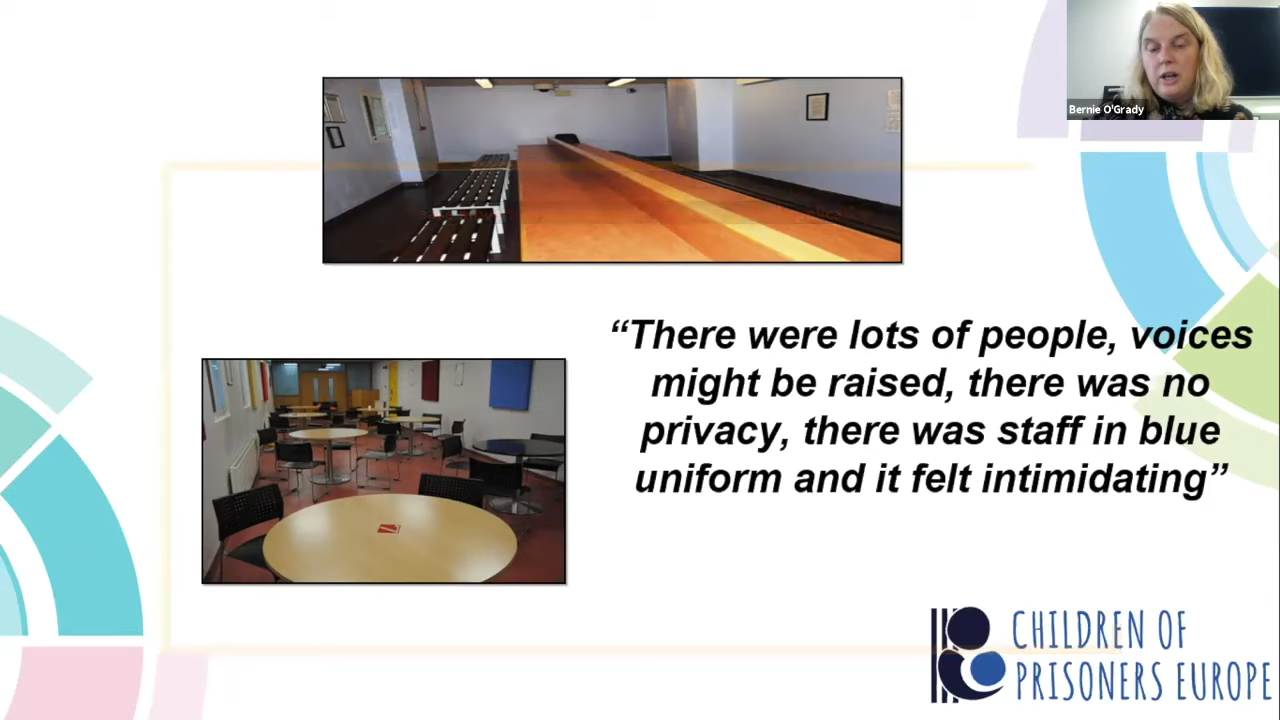 Bernie O'Grady
“There were lots of people, voices
might be raised, there was no
privacy, there was staff in blue
uniform and it felt intimidating”
CHILDREN OF
PRISONERS EUROPE